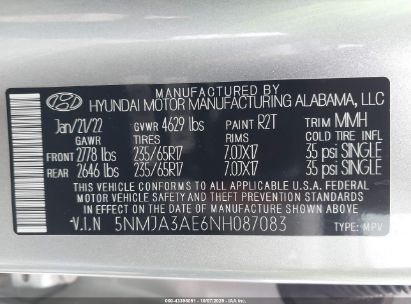 MANUFACTURED BY
HYUNDAI MOTOR MANUFACTURING ALABAMA, LLC
Jan/21/22 GVWR 4629 lbs PAINT R2T TRIM MMH
GAWR TIRES RIMS COLD TIRE INFL
FRONT 2778 lbs 235/65R17 7.0JX17 35 psi SINGLE
REAR 2646 lbs 235/65R17 7.0JX17 35 psi SINGLE
THIS VEHICLE CONFORMS TO ALL APPLICABLE U.S.A. FEDERAL
MOTOR VEHICLE SAFETY AND THEFT PREVENTION STANDARDS
IN EFFECT ON THE DATE OF MANUFACTURE SHOWN ABOVE.
V.I.N 5NMJA3AE6NH087083 TYPE: MPV